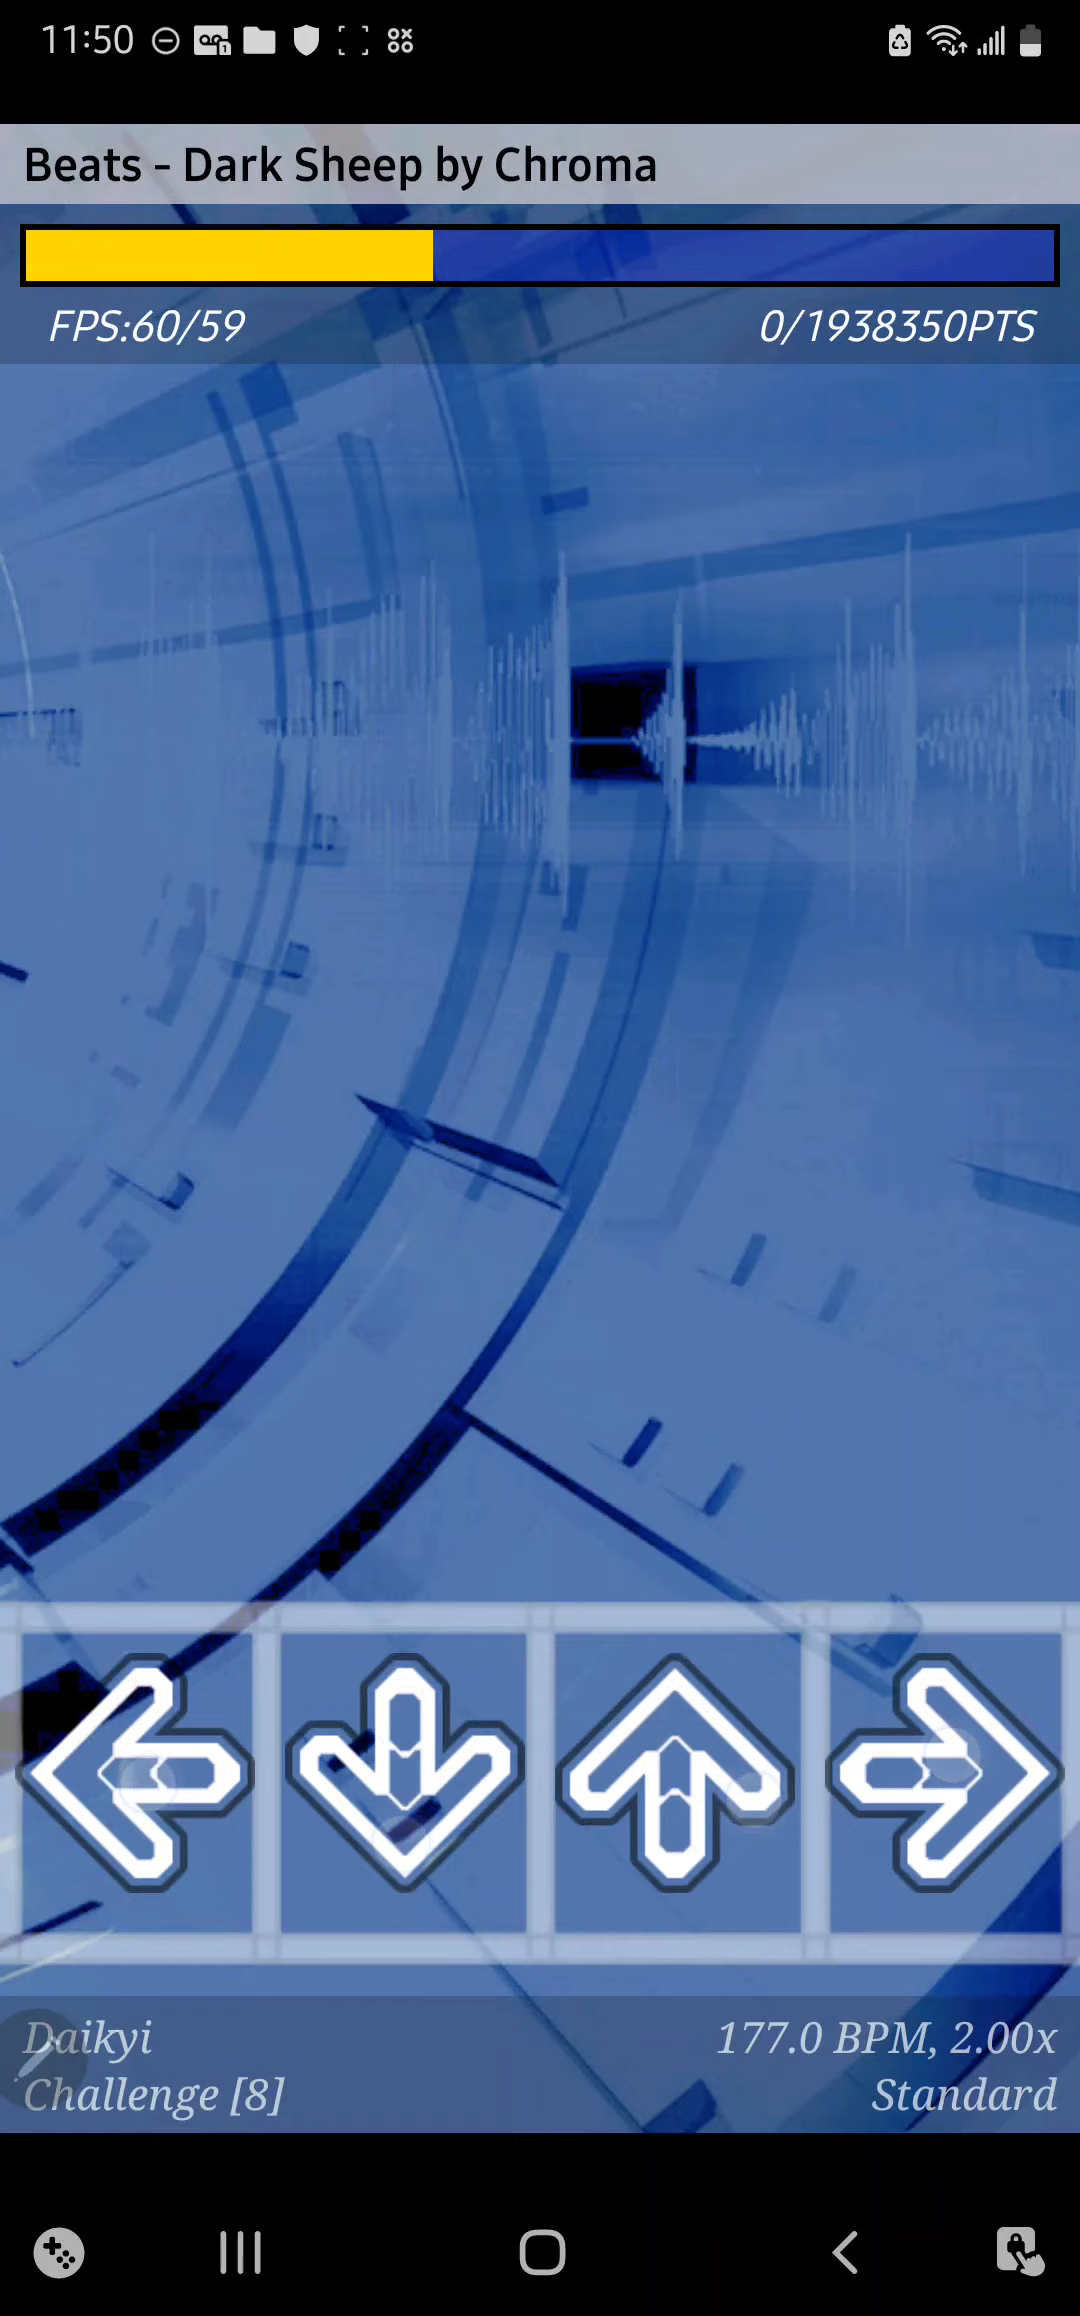 11:50
Beats - Dark Sheep by Chroma
FPS:60/59
0/1938350PTS
Daikyi
177.0 BPM, 2.00x
Challenge [8]
Standard